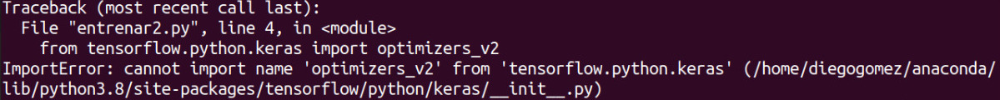 Traceback (most recent call last):
  File "entrenar2.py", line 4, in <module>
    from tensorflow.python.keras import optimizers_v2
ImportError: cannot import name 'optimizers_v2' from 'tensorflow.python.keras' (/home/diegogomez/anaconda/
lib/python3.8/site-packages/tensorflow/python/keras/__init__.py)